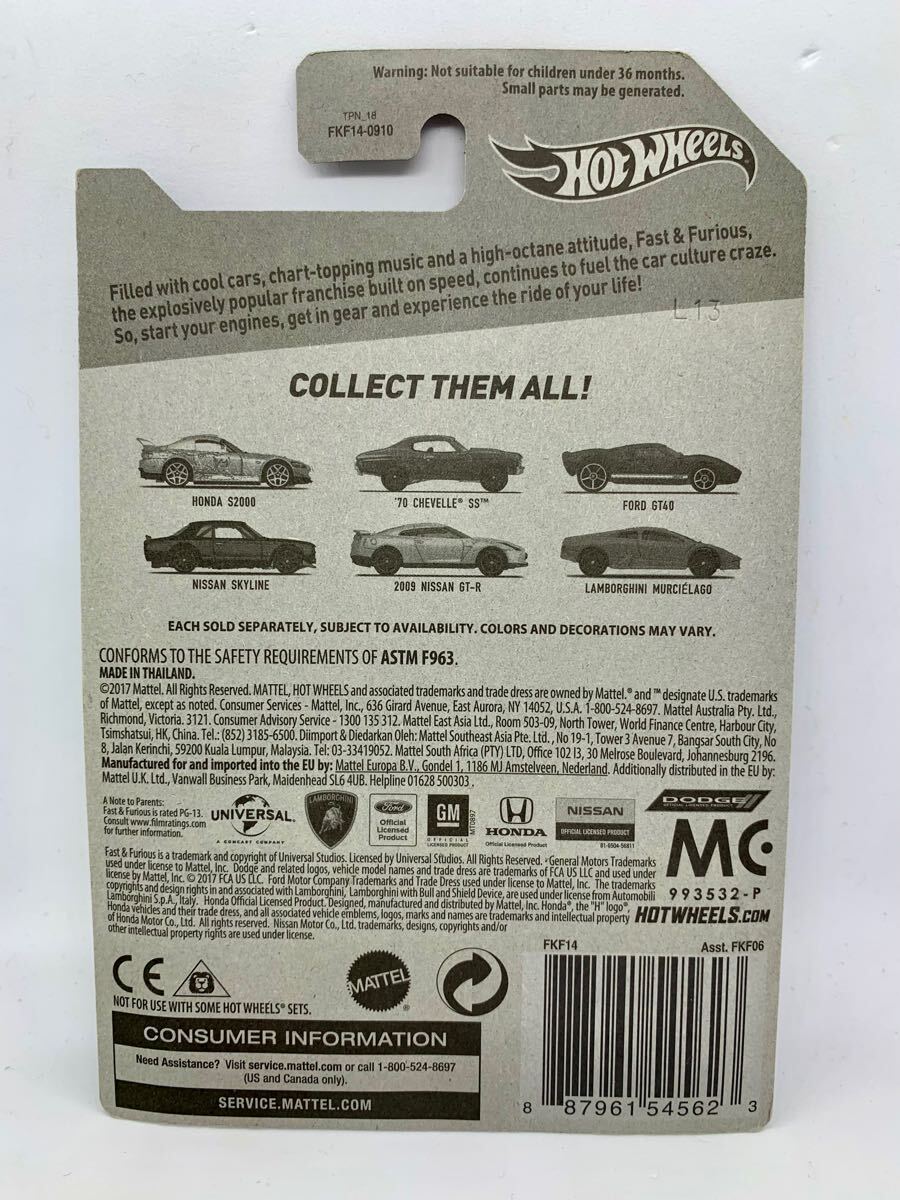 Warning: Not suitable for children under 36 months.
Small parts may be generated.
TPN_18
FKF14-0910
HOT WHEELS
Filled with cool cars, chart-topping music and a high-octane attitude, Fast & Furious,
the explosively popular franchise built on speed, continues to fuel the car culture craze.
So, start your engines, get in gear and experience the ride of your life!
L13
COLLECT THEM ALL!
HONDA S2000
'70 CHEVELLE® SS™
FORD GT40
NISSAN SKYLINE
2009 NISSAN GT-R
LAMBORGHINI MURCIÉLAGO
EACH SOLD SEPARATELY, SUBJECT TO AVAILABILITY. COLORS AND DECORATIONS MAY VARY.
CONFORMS TO THE SAFETY REQUIREMENTS OF ASTM F963.
MADE IN THAILAND.
©2017 Mattel. All Rights Reserved. MATTEL, HOT WHEELS and associated trademarks and trade dress are owned by Mattel.® and ™ designate U.S. trademarks
of Mattel, except as noted. Consumer Services - Mattel, Inc., 636 Girard Avenue, East Aurora, NY 14052, U.S.A. 1-800-524-8697. Mattel Australia Pty. Ltd.,
Richmond, Victoria. 3121. Consumer Advisory Service - 1300 135 312. Mattel East Asia Ltd., Room 503-09, North Tower, World Finance Centre, Harbour City,
Tsimshatsui, HK, China. Tel.: (852) 3185-6500. Diimport & Diedarkan Oleh: Mattel Southeast Asia Pte. Ltd., No 19-1, Tower 3 Avenue 7, Bangsar South City, No
8, Jalan Kerinchi, 59200 Kuala Lumpur, Malaysia. Tel: 03-33419052. Mattel South Africa (PTY) LTD, Office 102 I3, 30 Melrose Boulevard, Johannesburg 2196.
Manufactured for and imported into the EU by: Mattel Europa B.V., Gondel 1, 1186 MJ Amstelveen, Nederland. Additionally distributed in the EU by:
Mattel U.K. Ltd., Vanwall Business Park, Maidenhead SL6 4UB. Helpline 01628 500303.
A Note to Parents:
Fast & Furious is rated PG-13.
Consult www.filmratings.com
for further information.
UNIVERSAL
A COMCAST COMPANY
LAMBORGHINI
Ford
Official
Licensed
Product
GM
OFFICIAL
LICENSED PRODUCT
MT0897
HONDA
Official Licensed Product
NISSAN
OFFICIAL LICENSED PRODUCT
01-0504-56811
DODGE
OFFICIAL LICENSED PRODUCT
MC
993532-P
HOTWHEELS.COM
Fast & Furious is a trademark and copyright of Universal Studios. Licensed by Universal Studios. All Rights Reserved. General Motors Trademarks
used under license to Mattel, Inc. Dodge and related logos, vehicle model names and trade dress are trademarks of FCA US LLC and used under
license by Mattel, Inc. © 2017 FCA US LLC. Ford Motor Company Trademarks and Trade Dress used under license to Mattel, Inc. The trademarks
copyrights and design rights in and associated with Lamborghini, Lamborghini with Bull and Shield Device, are used under license from Automobili
Lamborghini S.p.A., Italy. Honda Official Licensed Product. Designed, manufactured and distributed by Mattel, Inc. Honda®, the "H" logo®,
Honda vehicles and their trade dress, and all associated vehicle emblems, logos, marks and names are trademarks and intellectual property
of Honda Motor Co., Ltd. All rights reserved. Nissan Motor Co., Ltd. trademarks, designs, copyrights and/or
other intellectual property rights are used under license.
CE
NOT FOR USE WITH SOME HOT WHEELS® SETS.
MATTEL®
FKF14
Asst. FKF06
8 87961 54562 3
CONSUMER INFORMATION
Need Assistance? Visit service.mattel.com or call 1-800-524-8697
(US and Canada only).
SERVICE.MATTEL.COM